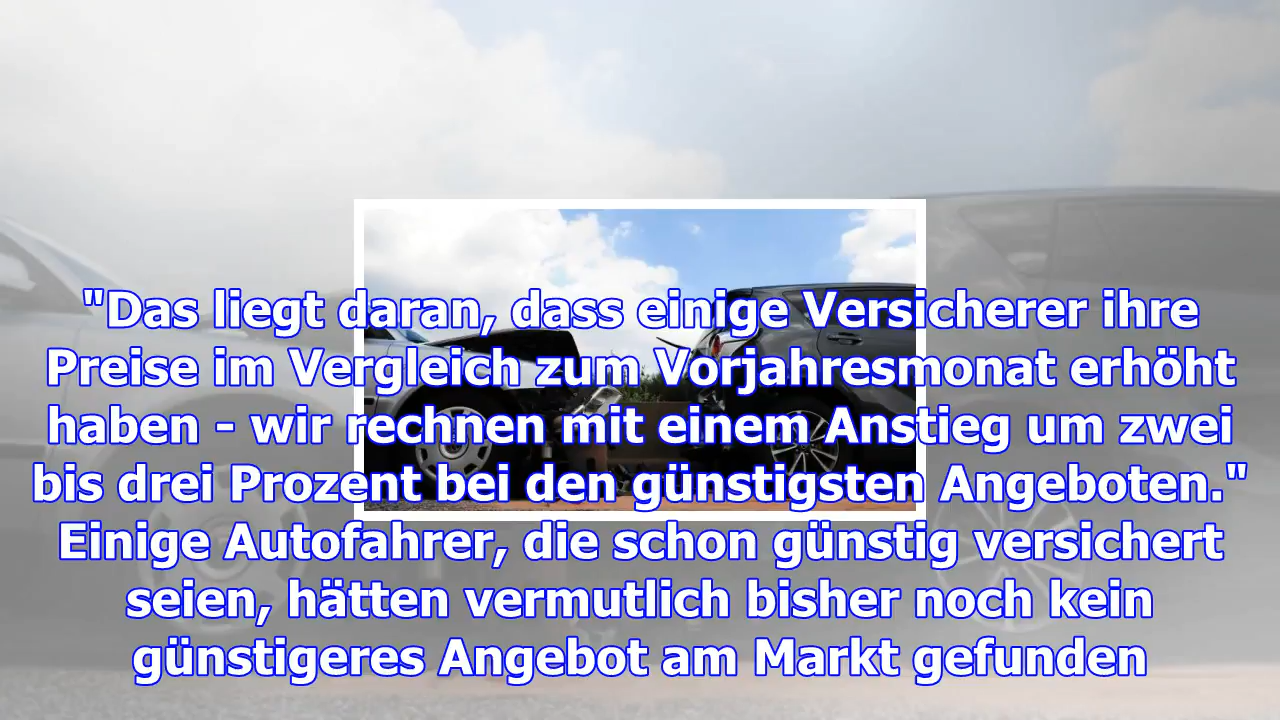 "Das liegt daran, dass einige Versicherer ihre
Preise im Vergleich zum Vorjahresmonat erhöht
haben - wir rechnen mit einem Anstieg um zwei
bis drei Prozent bei den günstigsten Angeboten."
Einige Autofahrer, die schon günstig versichert
seien, hätten vermutlich bisher noch kein
günstigeres Angebot am Markt gefunden